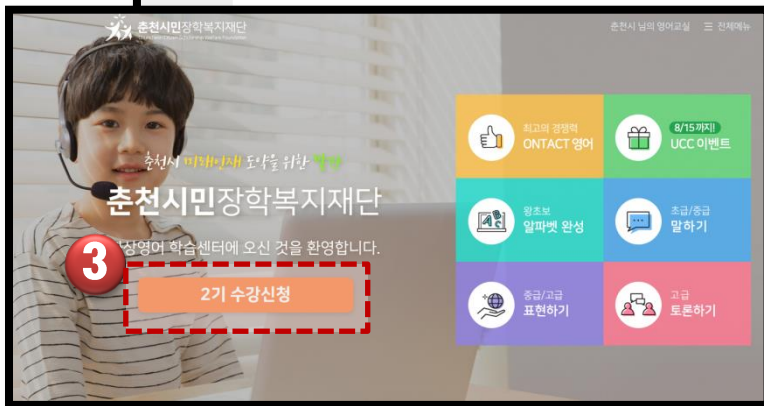 춘천시민장학복지재단
춘천시 님의 영어교실 ☰ 전체메뉴
최고의 경쟁력
ONTACT 영어
8/15까지!
UCC 이벤트
춘천시 미래인재 도약을 위한
춘천시민장학복지재단
왕초보
알파벳 완성
초급/중급
말하기
상영어 학습센터에 오신 것을 환영합니다.
3
2기 수강신청
중급/고급
표현하기
고급
토론하기